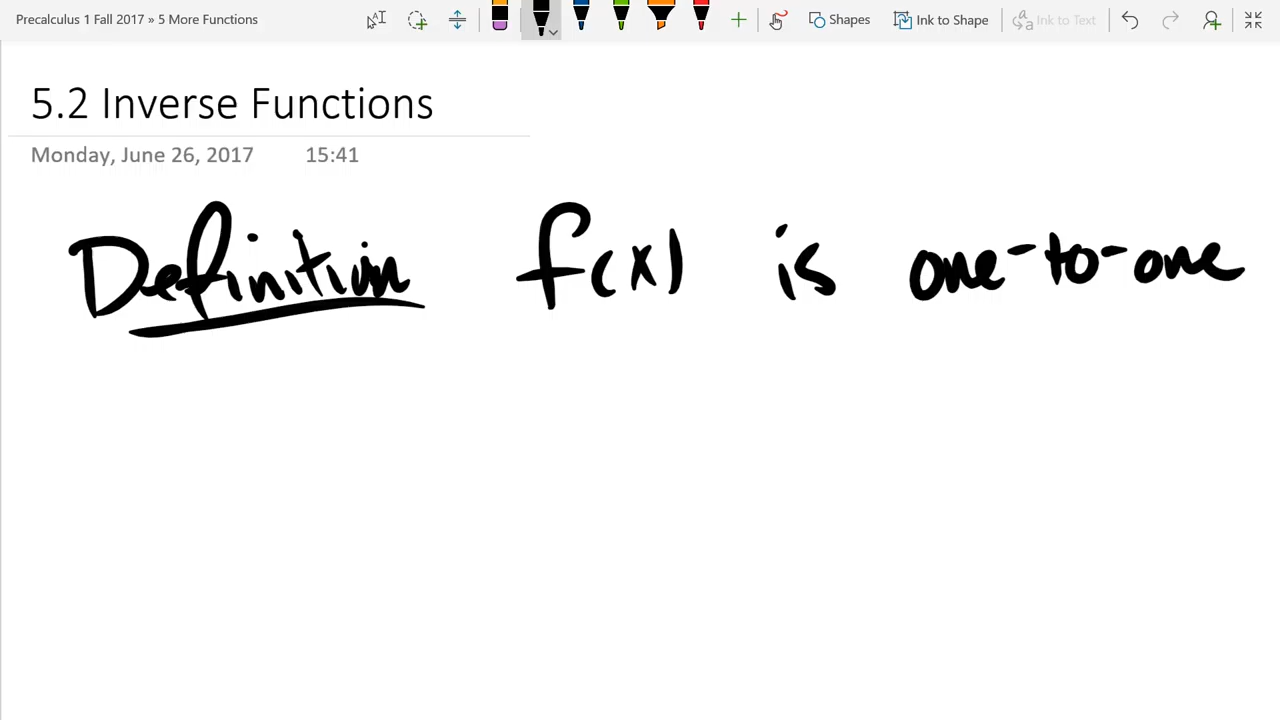 Precalculus 1 Fall 2017 » 5 More Functions Shapes Ink to Shape Ink to Text
5.2 Inverse Functions
Monday, June 26, 2017 15:41
Definition f(x) is one-to-one